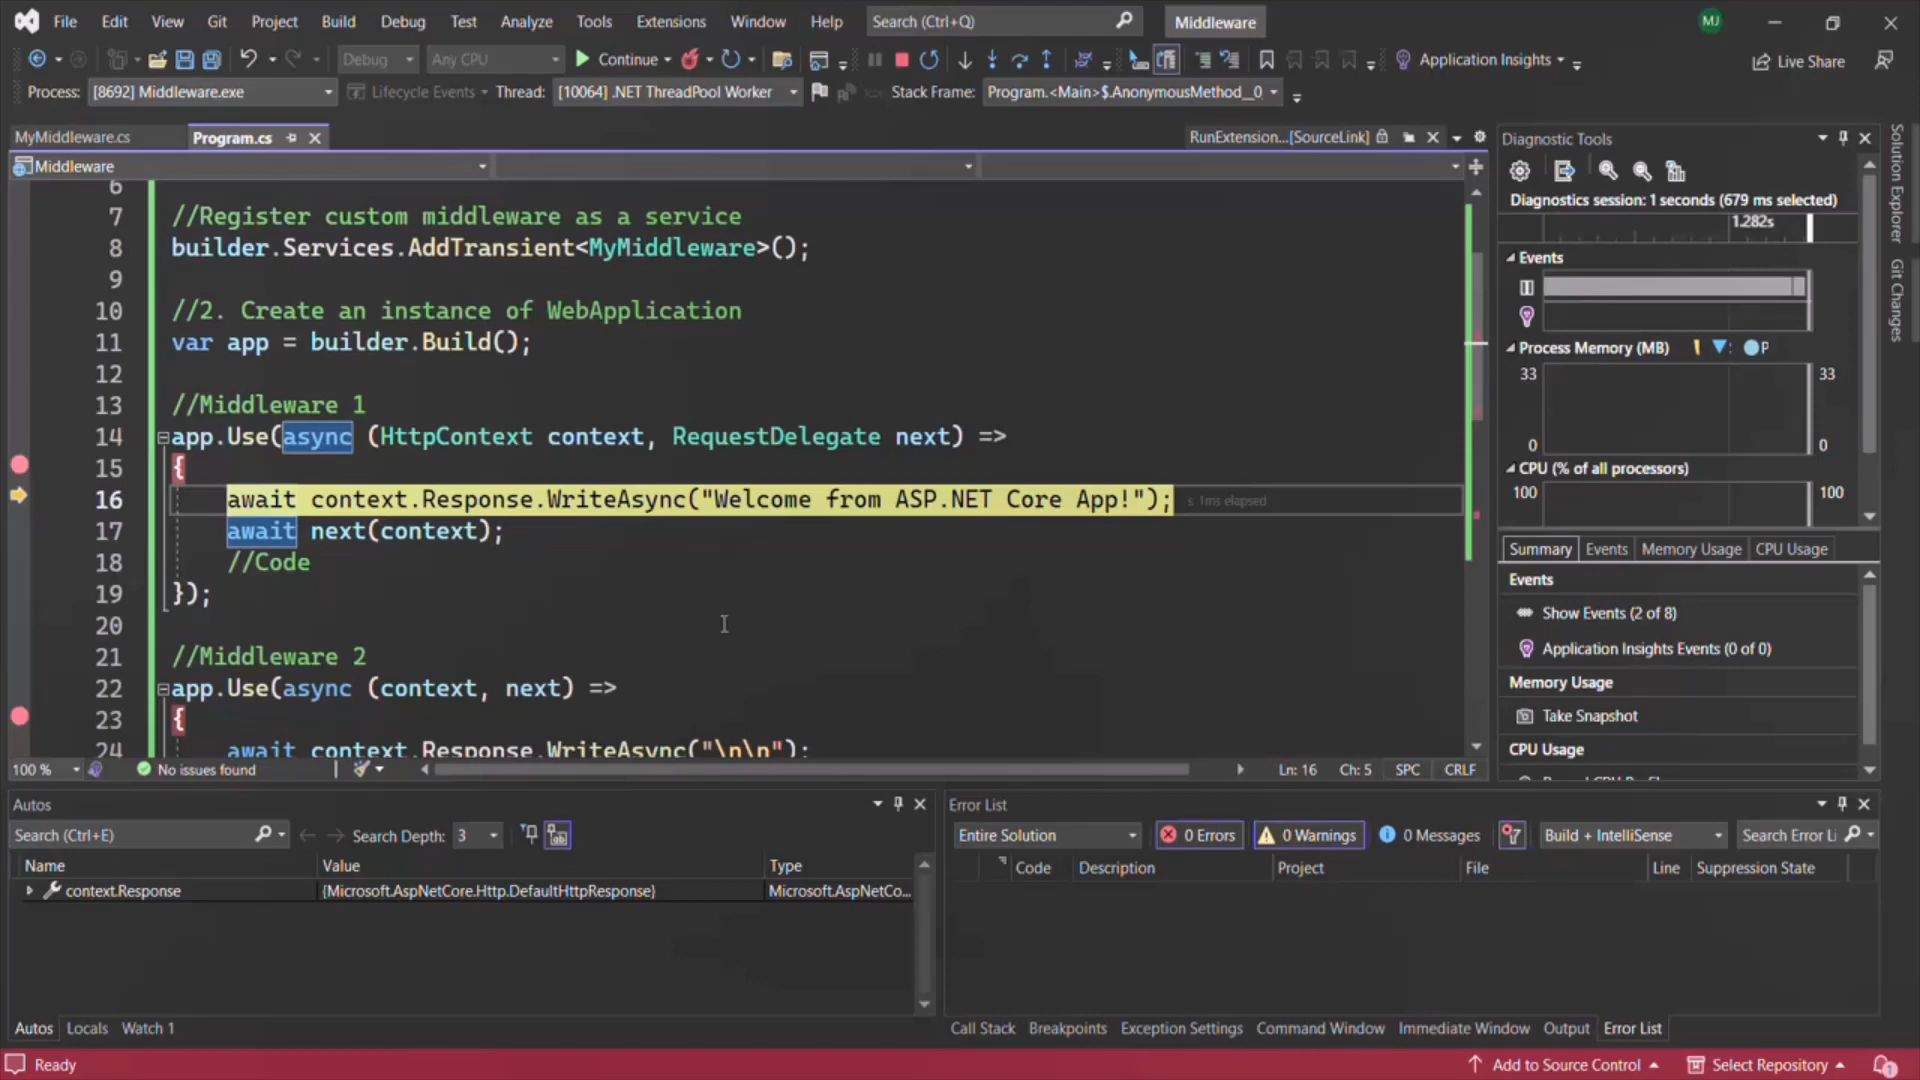 File Edit View Git Project Build Debug Test Analyze Tools Extensions Window Help Search (Ctrl+Q) Middleware MJ
Debug Any CPU Continue Application Insights Live Share
Process: [8692] Middleware.exe Lifecycle Events Thread: [10064] .NET ThreadPool Worker Stack Frame: Program.<Main>$.AnonymousMethod__0
MyMiddleware.cs Program.cs RunExtension...[SourceLink]
Middleware
6
7 //Register custom middleware as a service
8 builder.Services.AddTransient<MyMiddleware>();
9
10 //2. Create an instance of WebApplication
11 var app = builder.Build();
12
13 //Middleware 1
14 app.Use(async (HttpContext context, RequestDelegate next) =>
15 {
16 await context.Response.WriteAsync("Welcome from ASP.NET Core App!"); ≤ 1ms elapsed
17 await next(context);
18 //Code
19 });
20
21 //Middleware 2
22 app.Use(async (context, next) =>
23 {
24 await context.Response.WriteAsync("\n\n");
100 % No issues found Ln: 16 Ch: 5 SPC CRLF
Diagnostic Tools
Diagnostics session: 1 seconds (679 ms selected)
1.282s
Events
Process Memory (MB) P
33 33
0 0
CPU (% of all processors)
100 100
Summary Events Memory Usage CPU Usage
Events
Show Events (2 of 8)
Application Insights Events (0 of 0)
Memory Usage
Take Snapshot
CPU Usage
Solution Explorer
Git Changes
Autos
Search (Ctrl+E) Search Depth: 3
Name Value Type
context.Response {Microsoft.AspNetCore.Http.DefaultHttpResponse} Microsoft.AspNetCo...
Autos Locals Watch 1
Error List
Entire Solution 0 Errors 0 Warnings 0 Messages Build + IntelliSense Search Error Li
Code Description Project File Line Suppression State
Call Stack Breakpoints Exception Settings Command Window Immediate Window Output Error List
Ready Add to Source Control Select Repository 1